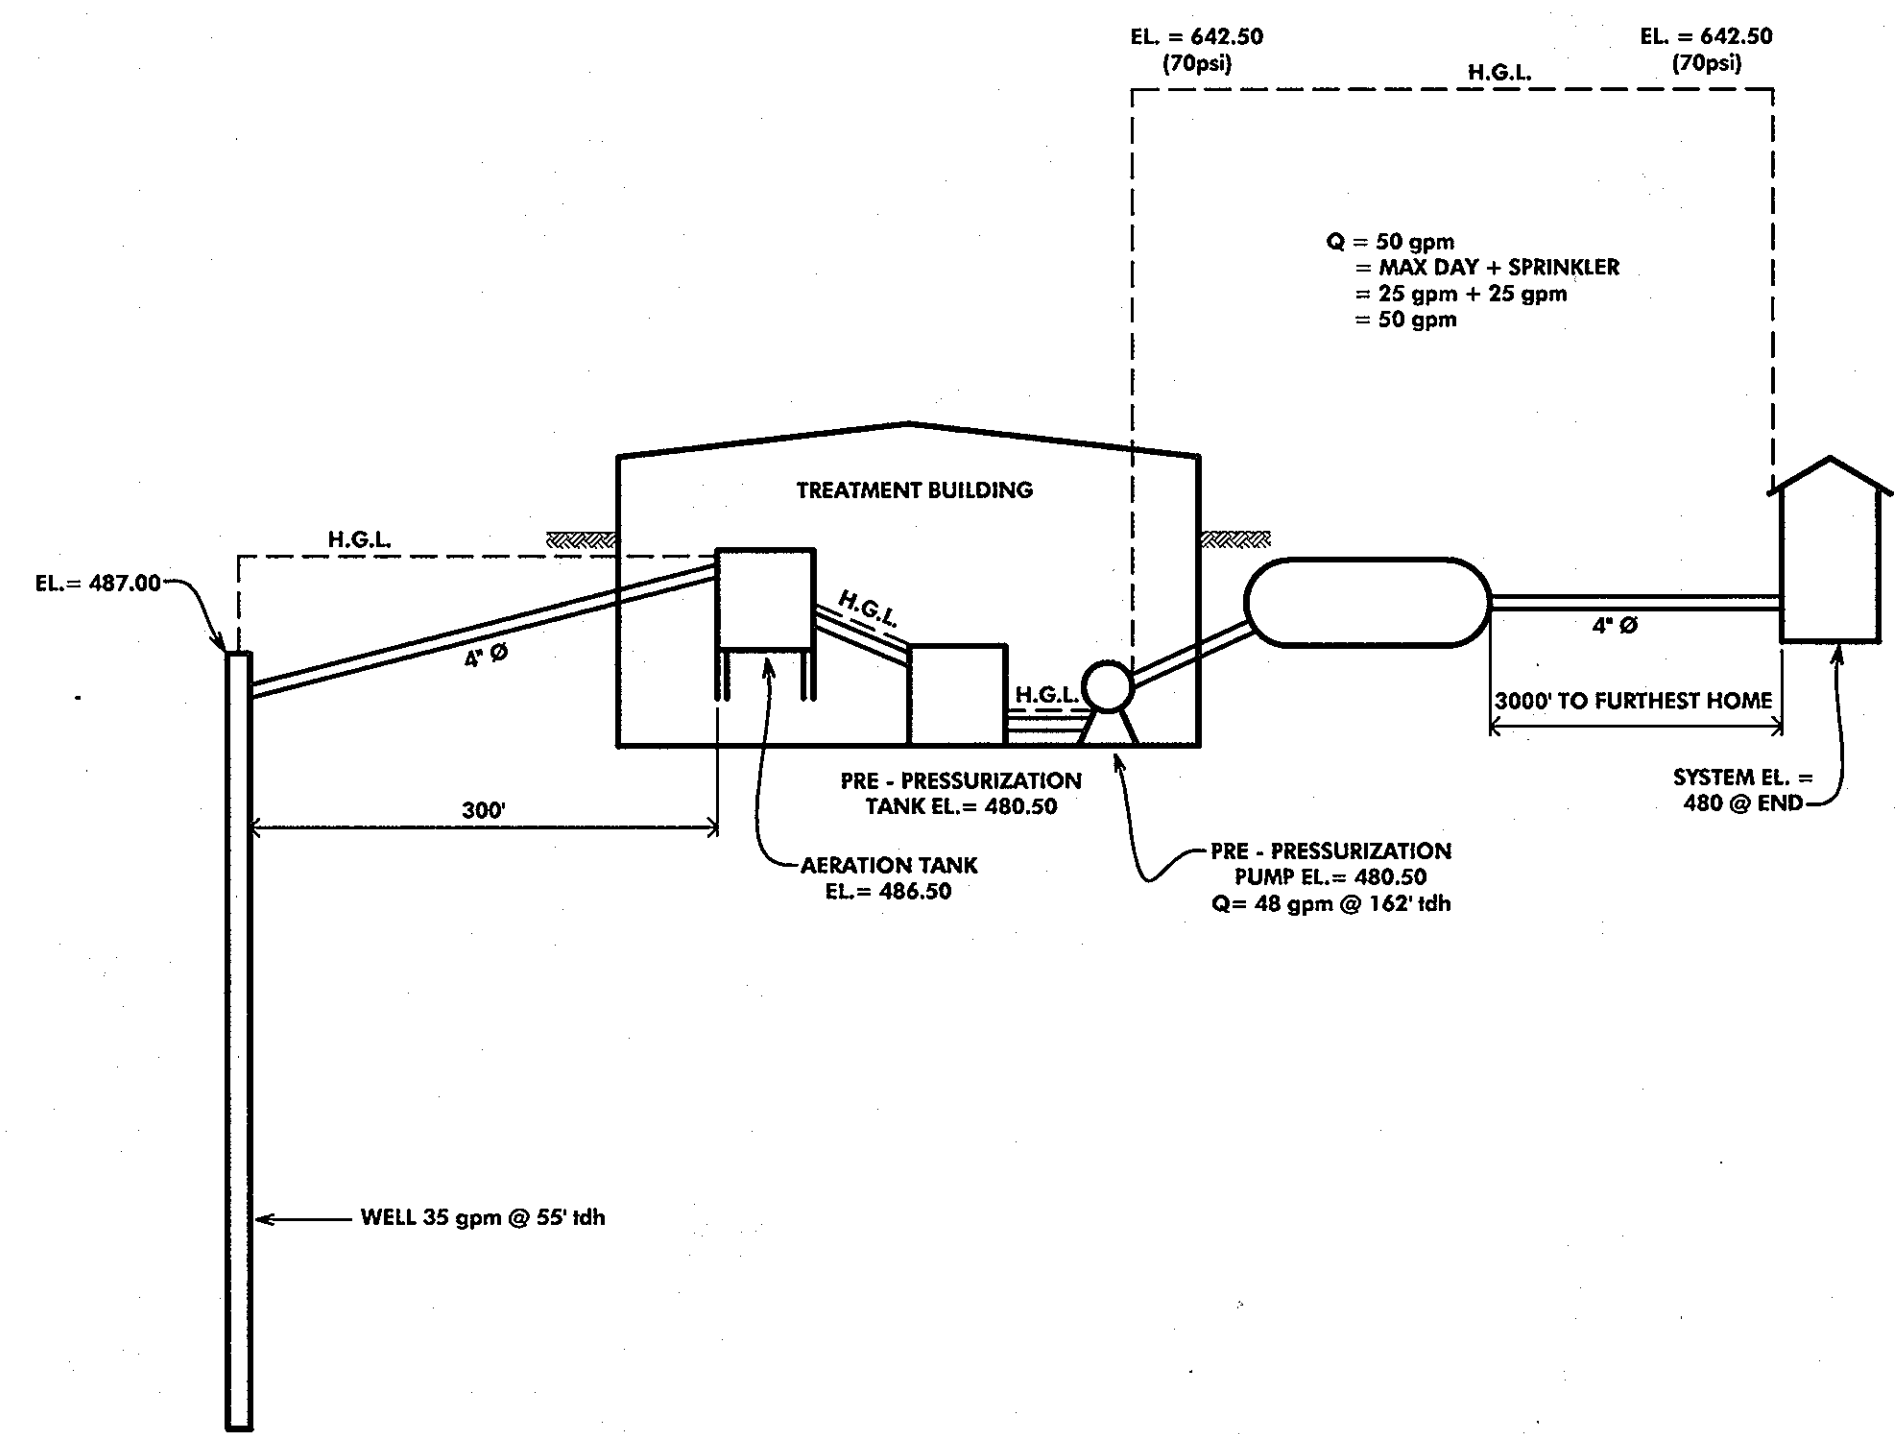 EL. = 642.50
(70psi)
EL. = 642.50
(70psi)
H.G.L.
Q = 50 gpm
= MAX DAY + SPRINKLER
= 25 gpm + 25 gpm
= 50 gpm
TREATMENT BUILDING
H.G.L.
EL.= 487.00
4" Ø
H.G.L.
H.G.L.
4" Ø
3000' TO FURTHEST HOME
SYSTEM EL. =
480 @ END
PRE - PRESSURIZATION
TANK EL.= 480.50
300'
AERATION TANK
EL.= 486.50
PRE - PRESSURIZATION
PUMP EL.= 480.50
Q= 48 gpm @ 162' tdh
WELL 35 gpm @ 55' tdh